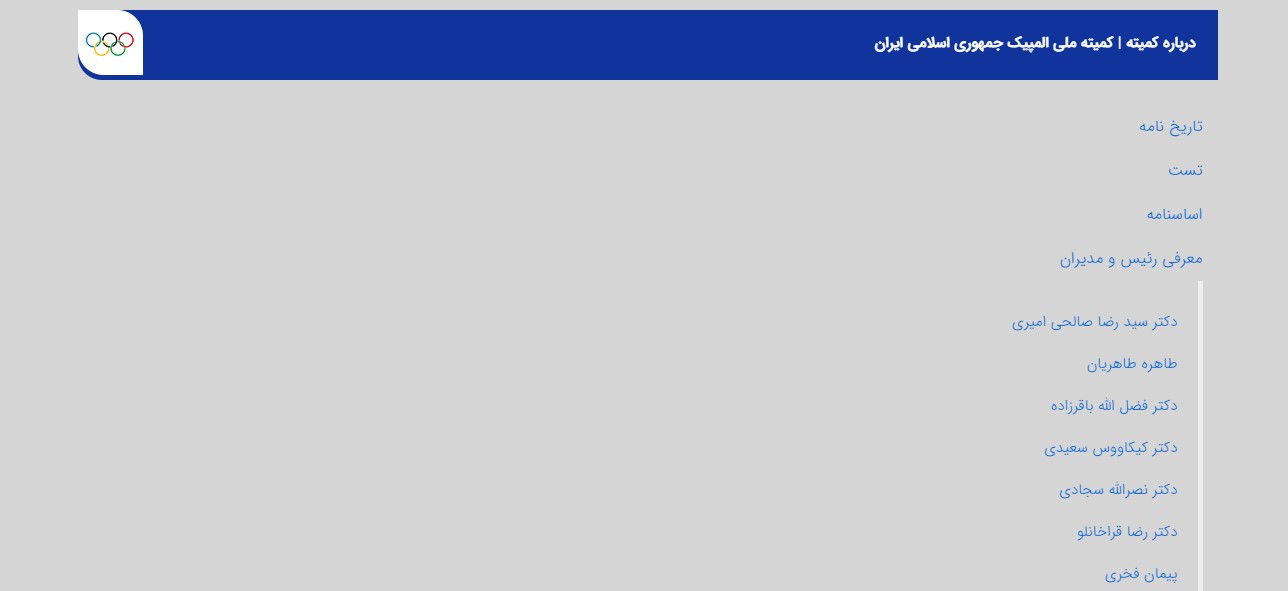 درباره کمیته | کمیته ملی المپیک جمهوری اسلامی ایران
تاریخ نامه
تست
اساسنامه
معرفی رئیس و مدیران
دکتر سید رضا صالحی امیری
طاهره طاهریان
دکتر فضل الله باقرزاده
دکتر کیکاووس سعیدی
دکتر نصرالله سجادی
دکتر رضا قراخانلو
پیمان فخری